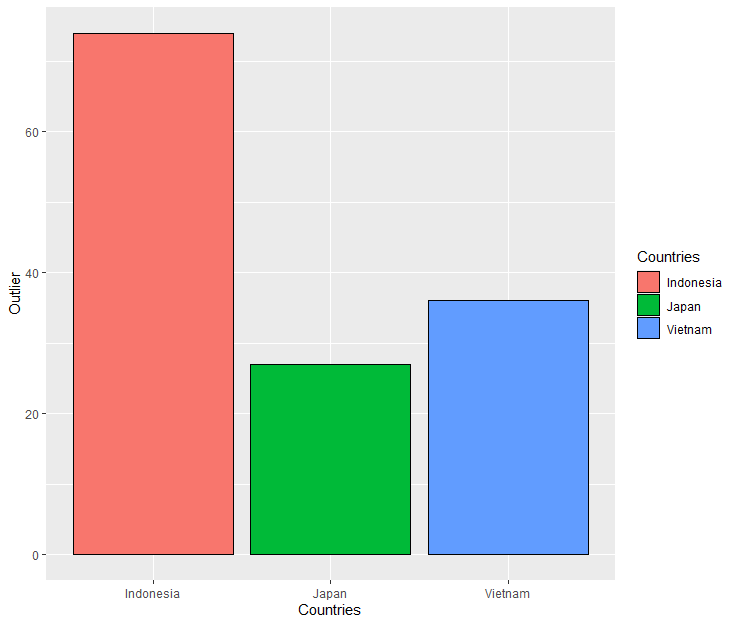 Outlier
60
40
20
0
Indonesia
Japan
Vietnam
Countries
Countries
Indonesia
Japan
Vietnam